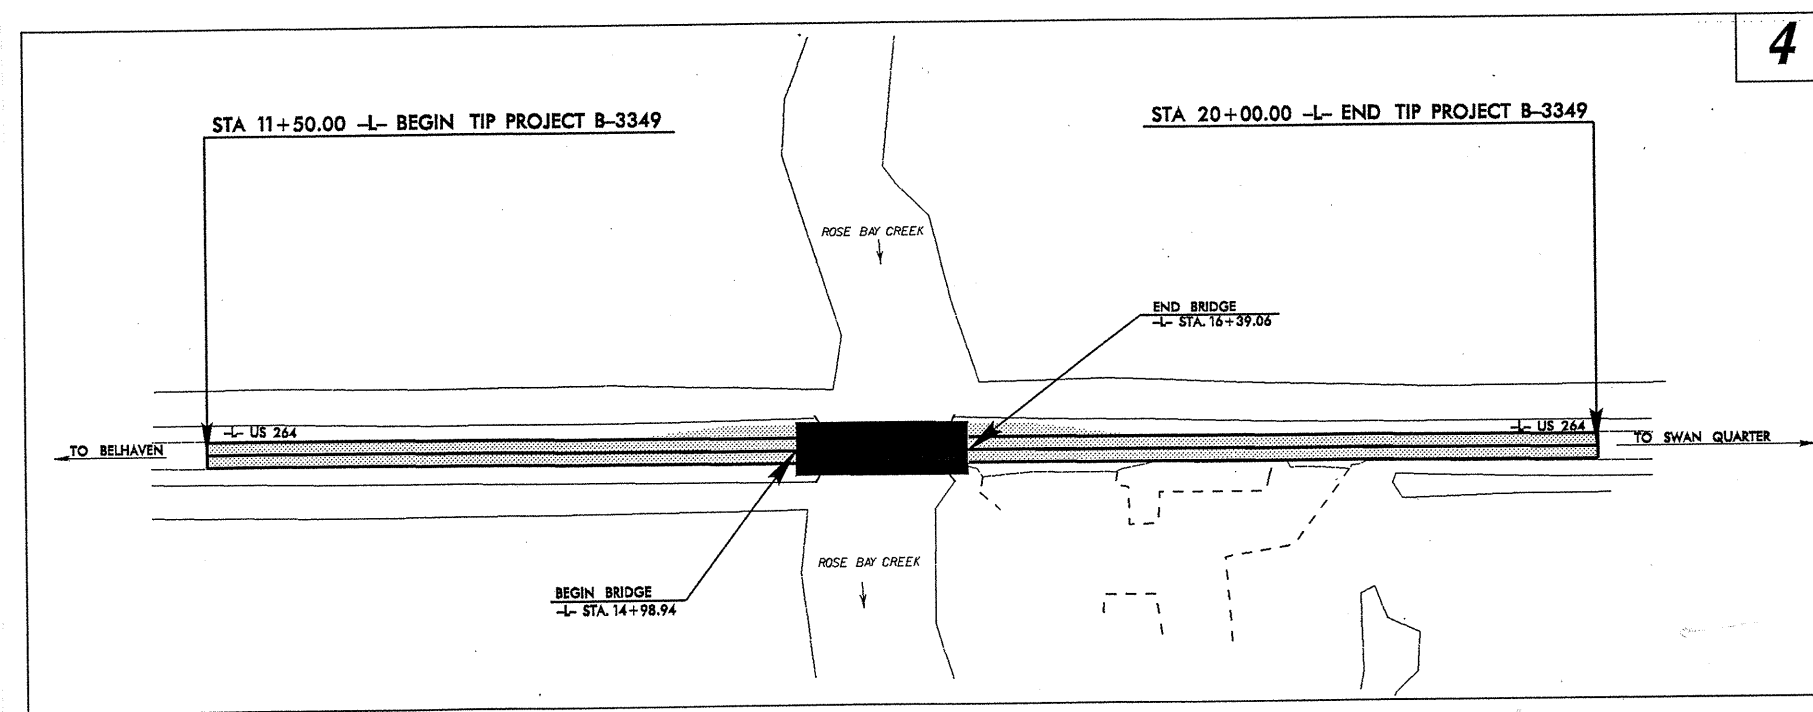 4
STA 11+50.00 -L- BEGIN TIP PROJECT B-3349
STA 20+00.00 -L- END TIP PROJECT B-3349
ROSE BAY CREEK
END BRIDGE
-L- STA. 16+39.06
-L- US 264
-L- US 264
TO BELHAVEN
TO SWAN QUARTER
ROSE BAY CREEK
BEGIN BRIDGE
-L- STA. 14+98.94